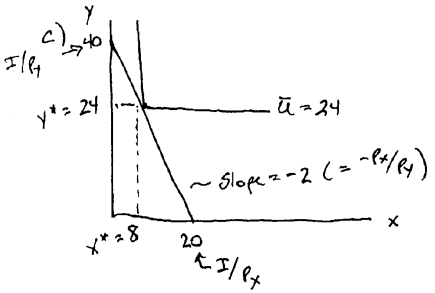 Y
c)
40
I/PY
Y* = 24
Ū = 24
~ Slope = -2 (= -Px/PY)
X
X* = 8
20
I/Px